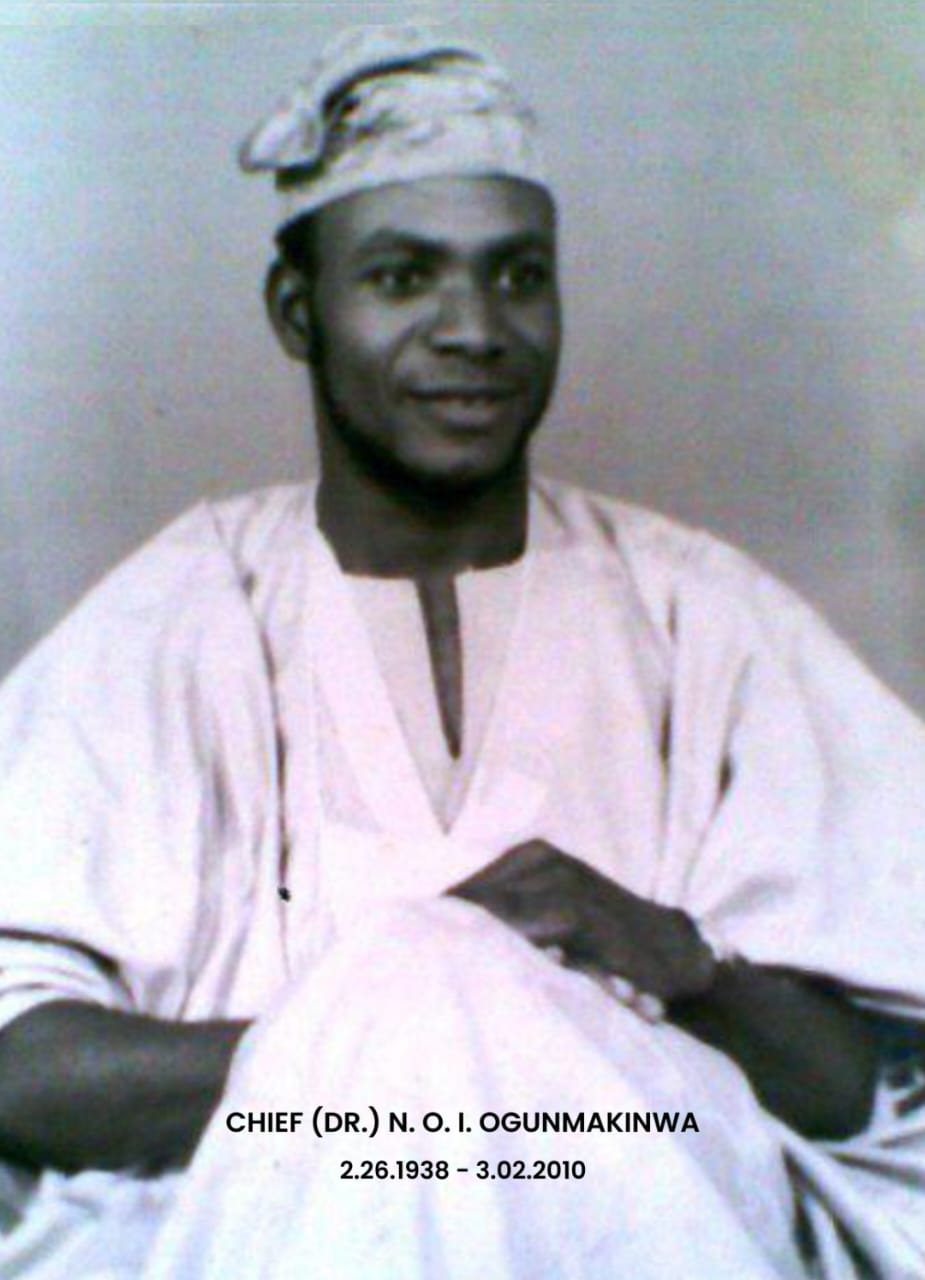 CHIEF (DR.) N. O. I. OGUNMAKINWA
2.26.1938 - 3.02.2010